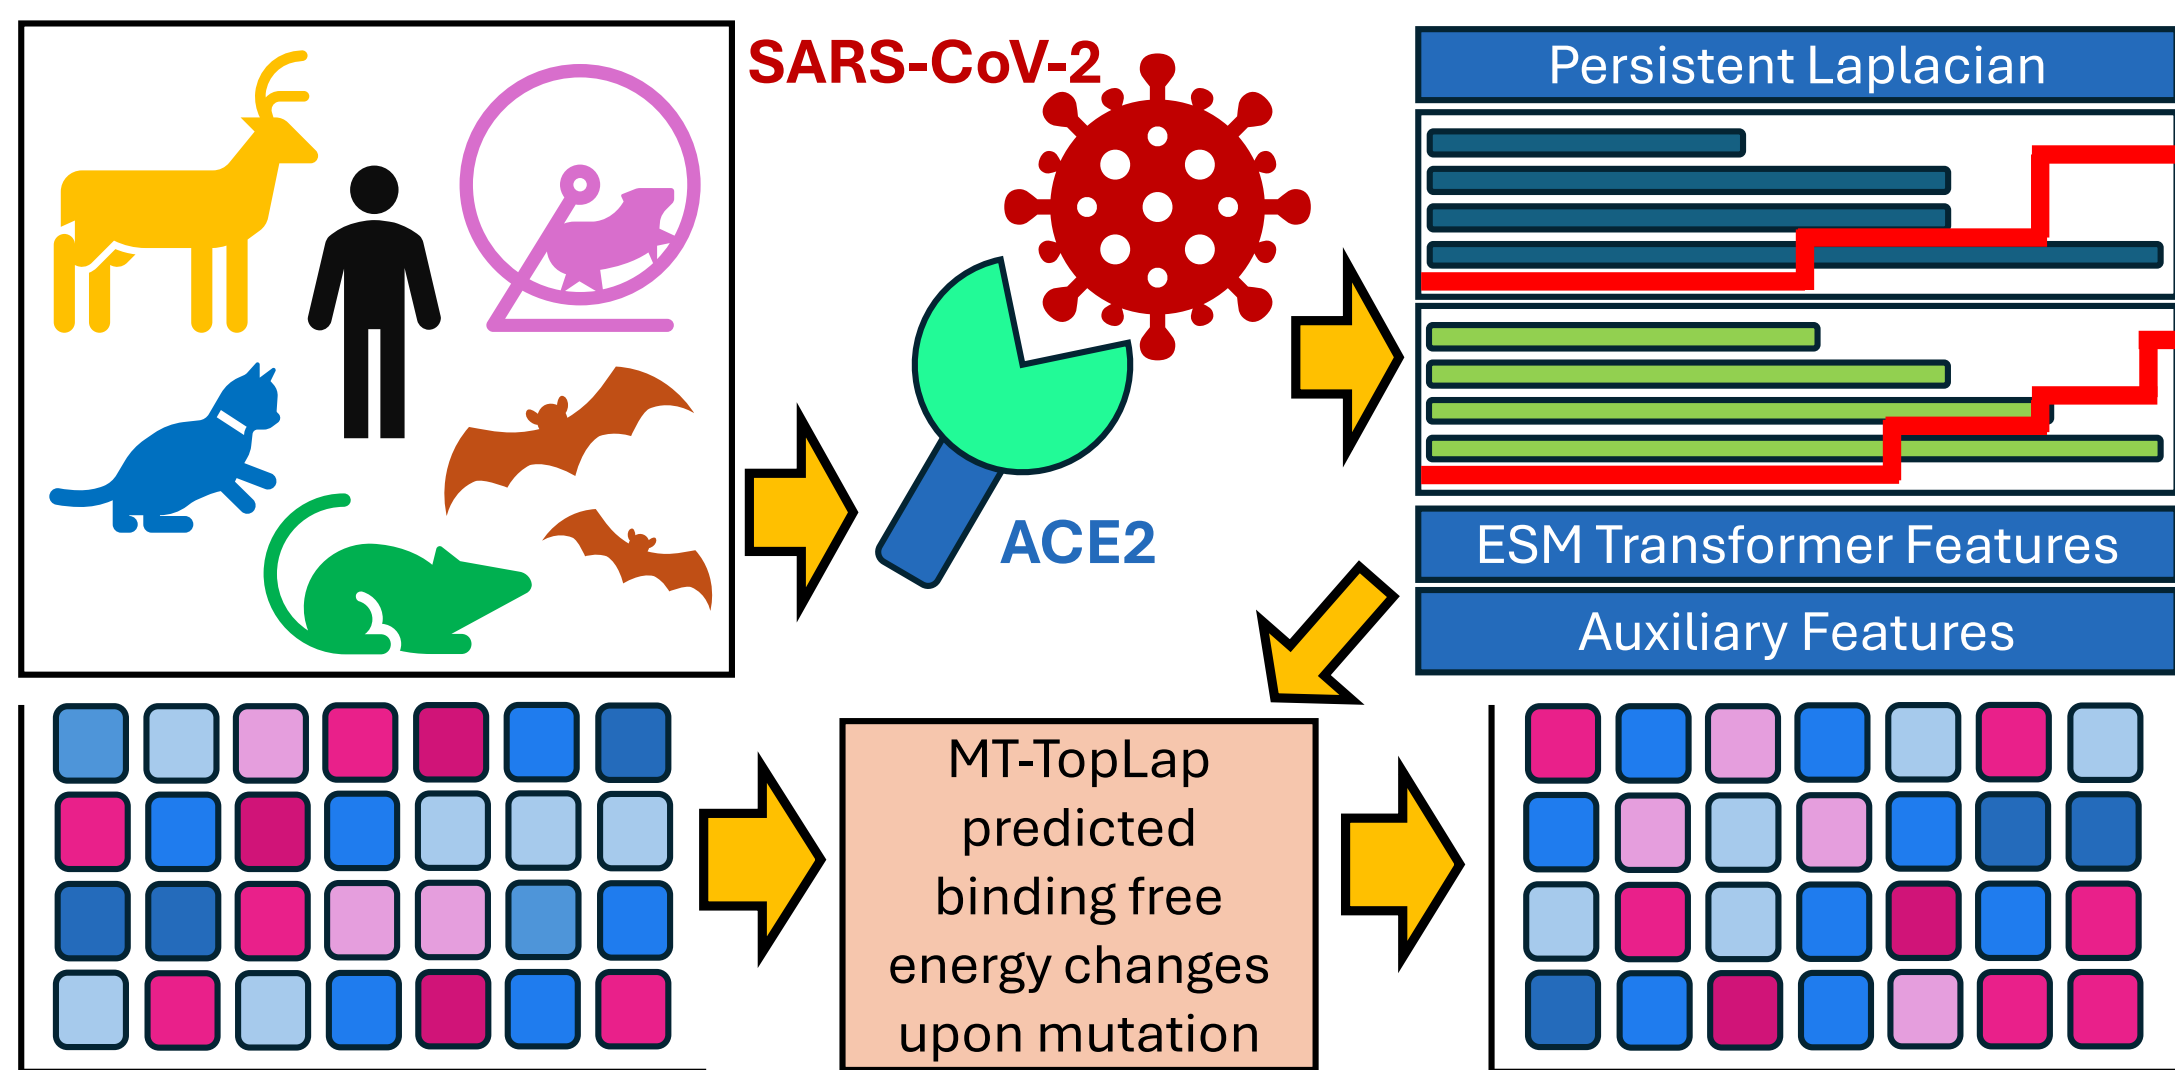 SARS-CoV-2
ACE2
Persistent Laplacian
ESM Transformer Features
Auxiliary Features
MT-TopLap
predicted
binding free
energy changes
upon mutation